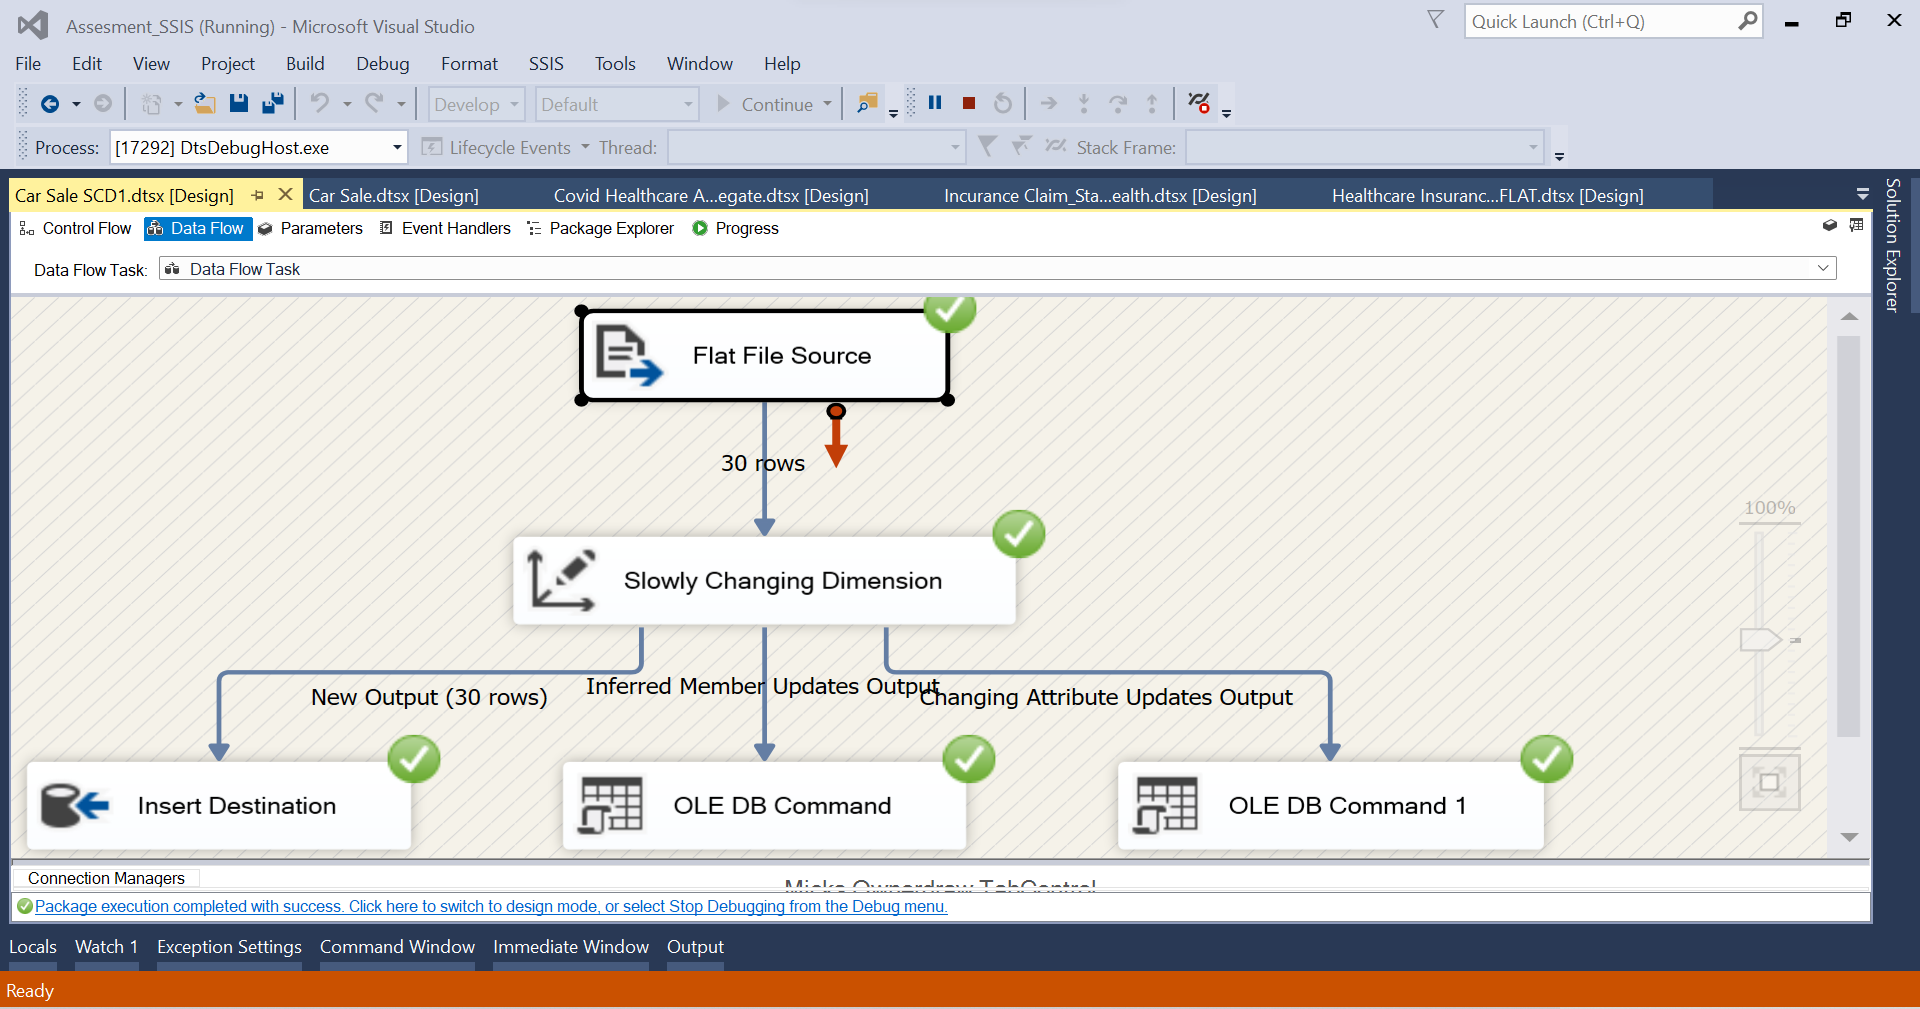 Assesment_SSIS (Running) - Microsoft Visual Studio
Quick Launch (Ctrl+Q)
File Edit View Project Build Debug Format SSIS Tools Window Help
Develop Default Continue
Process: [17292] DtsDebugHost.exe Lifecycle Events Thread: Stack Frame:
Car Sale SCD1.dtsx [Design] Car Sale.dtsx [Design] Covid Healthcare A...egate.dtsx [Design] Incurance Claim_Sta...ealth.dtsx [Design] Healthcare Insuranc...FLAT.dtsx [Design]
Solution Explorer
Control Flow Data Flow Parameters Event Handlers Package Explorer Progress
Data Flow Task: Data Flow Task
Flat File Source
30 rows
100%
Slowly Changing Dimension
New Output (30 rows) Inferred Member Updates Output Changing Attribute Updates Output
Insert Destination OLE DB Command OLE DB Command 1
Connection Managers
Misks Ownerdraw TabControl
Package execution completed with success. Click here to switch to design mode, or select Stop Debugging from the Debug menu.
Locals Watch 1 Exception Settings Command Window Immediate Window Output
Ready